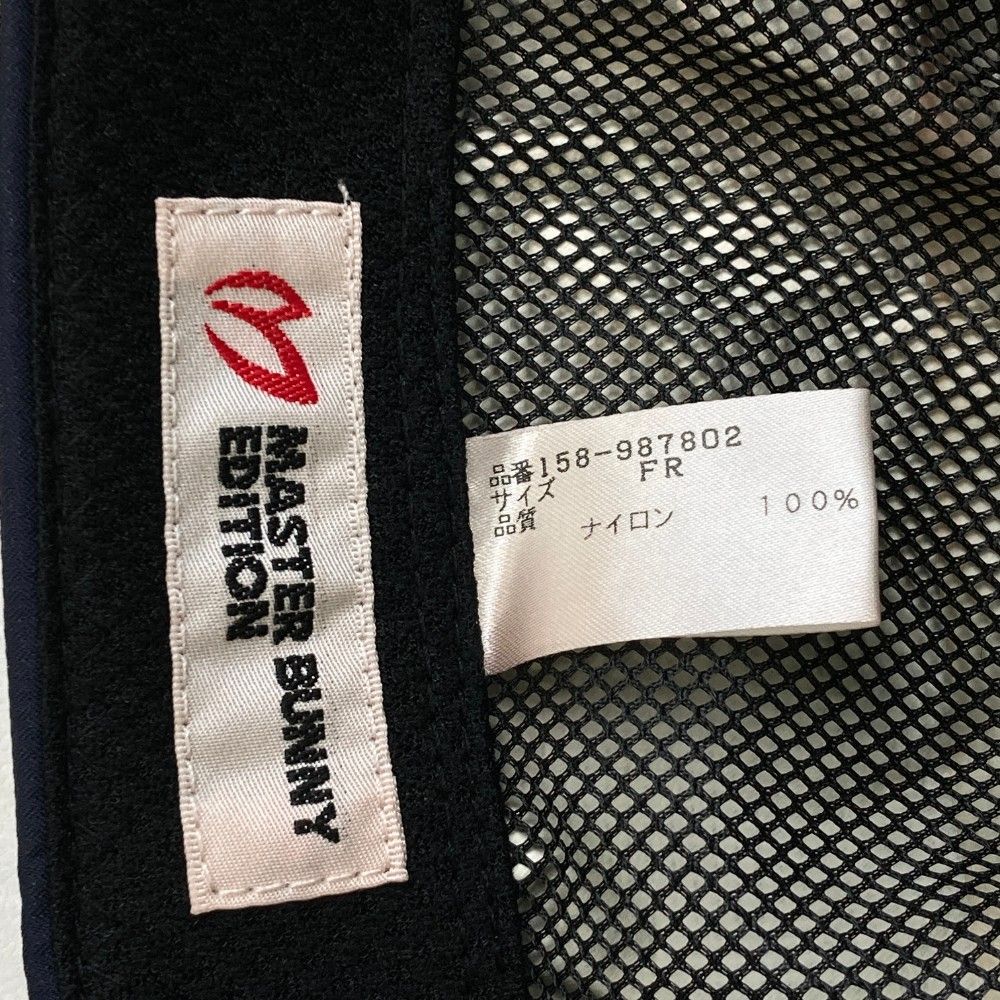 MASTER BUNNY
EDITION
品番158-987802
サイズ FR
品質 ナイロン 100%